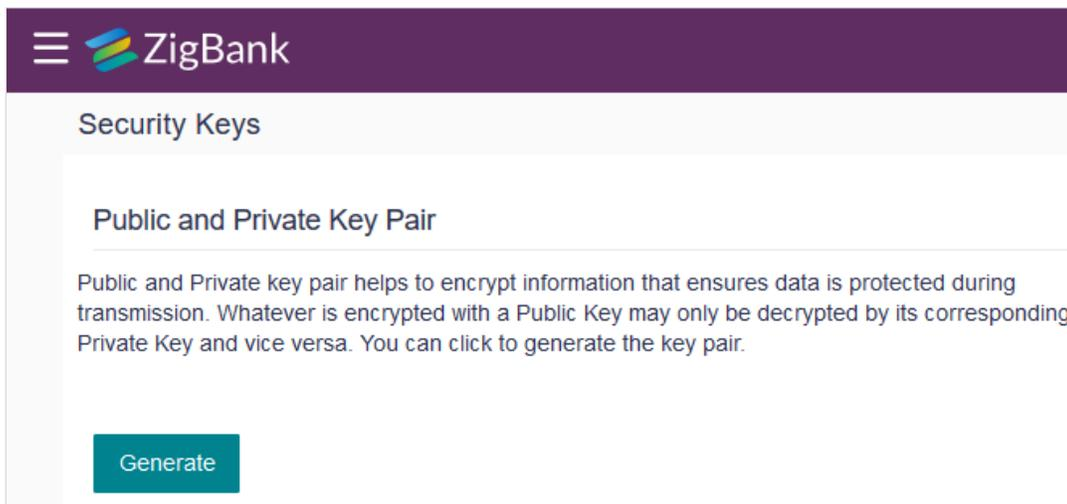 ZigBank
Security Keys
Public and Private Key Pair
Public and Private key pair helps to encrypt information that ensures data is protected during
transmission. Whatever is encrypted with a Public Key may only be decrypted by its corresponding
Private Key and vice versa. You can click to generate the key pair.
Generate